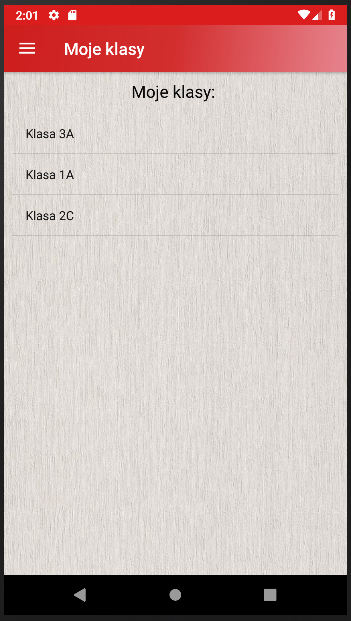 2:01
Moje klasy
Moje klasy:
Klasa 3A
Klasa 1A
Klasa 2C